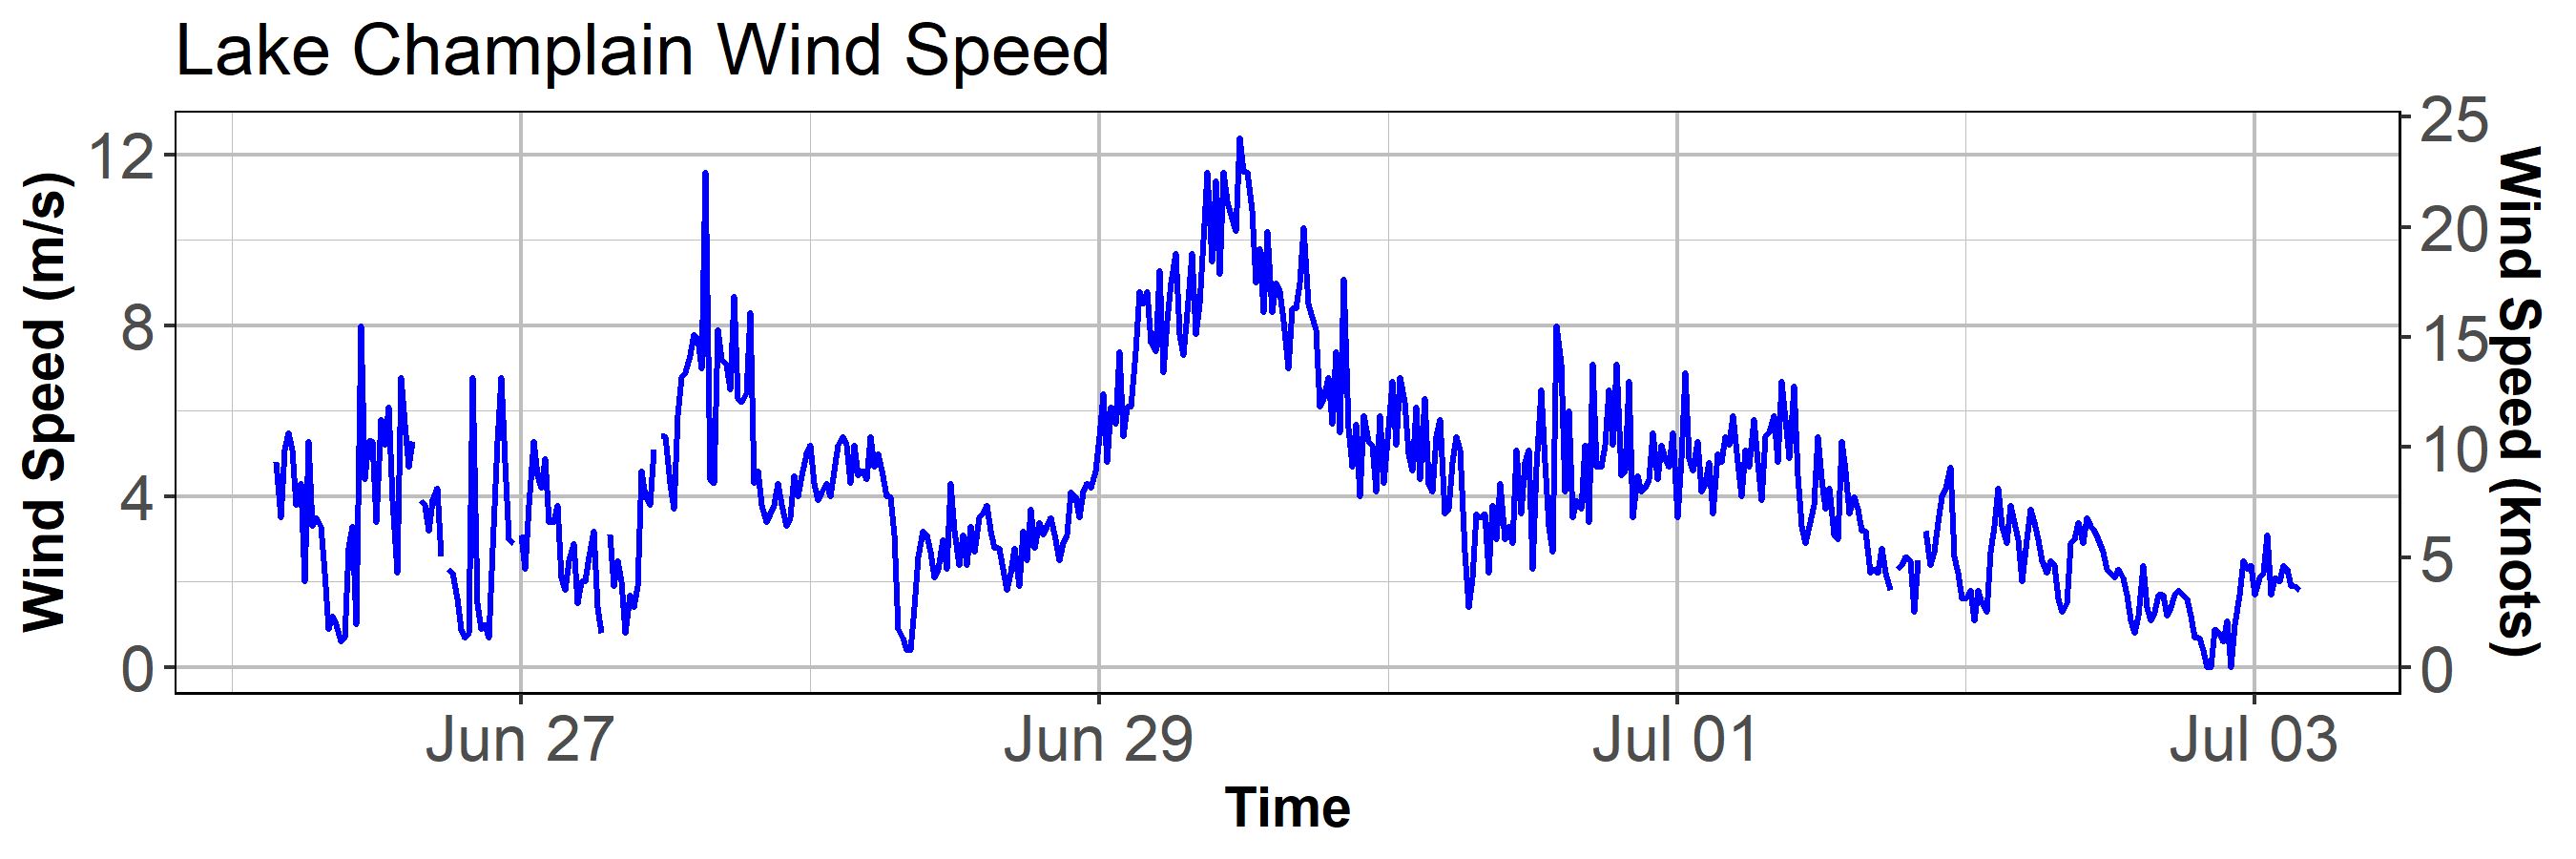 Lake Champlain Wind Speed
Wind Speed (m/s)
12
8
4
0
25
20
15
10
5
0
Wind Speed (knots)
Jun 27
Jun 29
Jul 01
Jul 03
Time